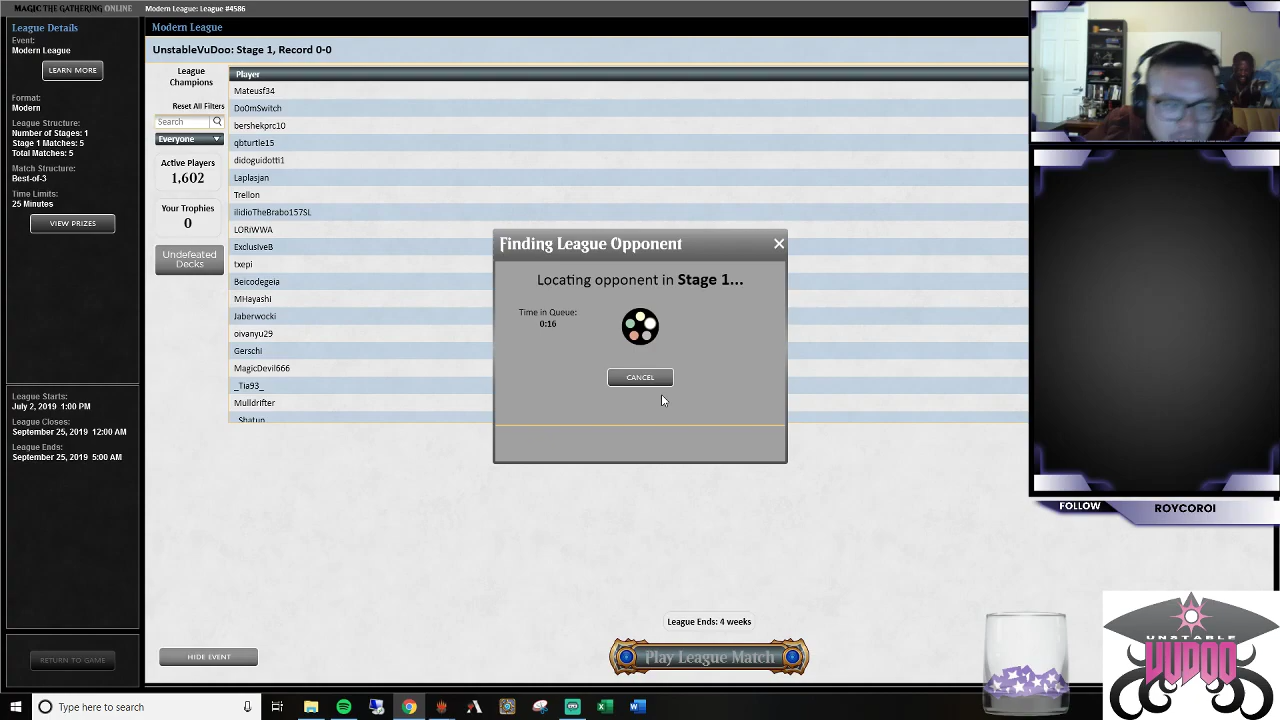 MAGIC THE GATHERING ONLINE
Modern League: League #4586
League Details
Event:
Modern League
LEARN MORE
Format:
Modern
League Structure:
Number of Stages: 1
Stage 1 Matches: 5
Total Matches: 5
Match Structure:
Best-of-3
Time Limits:
25 Minutes
VIEW PRIZES
League Starts:
July 2, 2019 1:00 PM
League Closes:
September 25, 2019 12:00 AM
League Ends:
September 25, 2019 5:00 AM
RETURN TO GAME
Modern League
UnstableVuDoo: Stage 1, Record 0-0
League
Champions
Reset All Filters
Search
Everyone
Active Players
1,602
Your Trophies
0
Undefeated
Decks
Player
Mateusf34
Do0mSwitch
bershekprc10
qbturtle15
didoguidotti1
Laplasjan
Trellon
ilidioTheBrabo157SL
LORiWWA
ExclusiveB
txepi
Beicodegeia
MHayashi
Jaberwocki
oivanyu29
Gerschi
MagicDevil666
_Tia93_
Mulldrifter
_Shatun_
Finding League Opponent
Locating opponent in Stage 1...
Time in Queue:
0:16
CANCEL
League Ends: 4 weeks
HIDE EVENT
Play League Match
FOLLOW
ROYCOROI
UNSTABLE
VUDOO
Type here to search